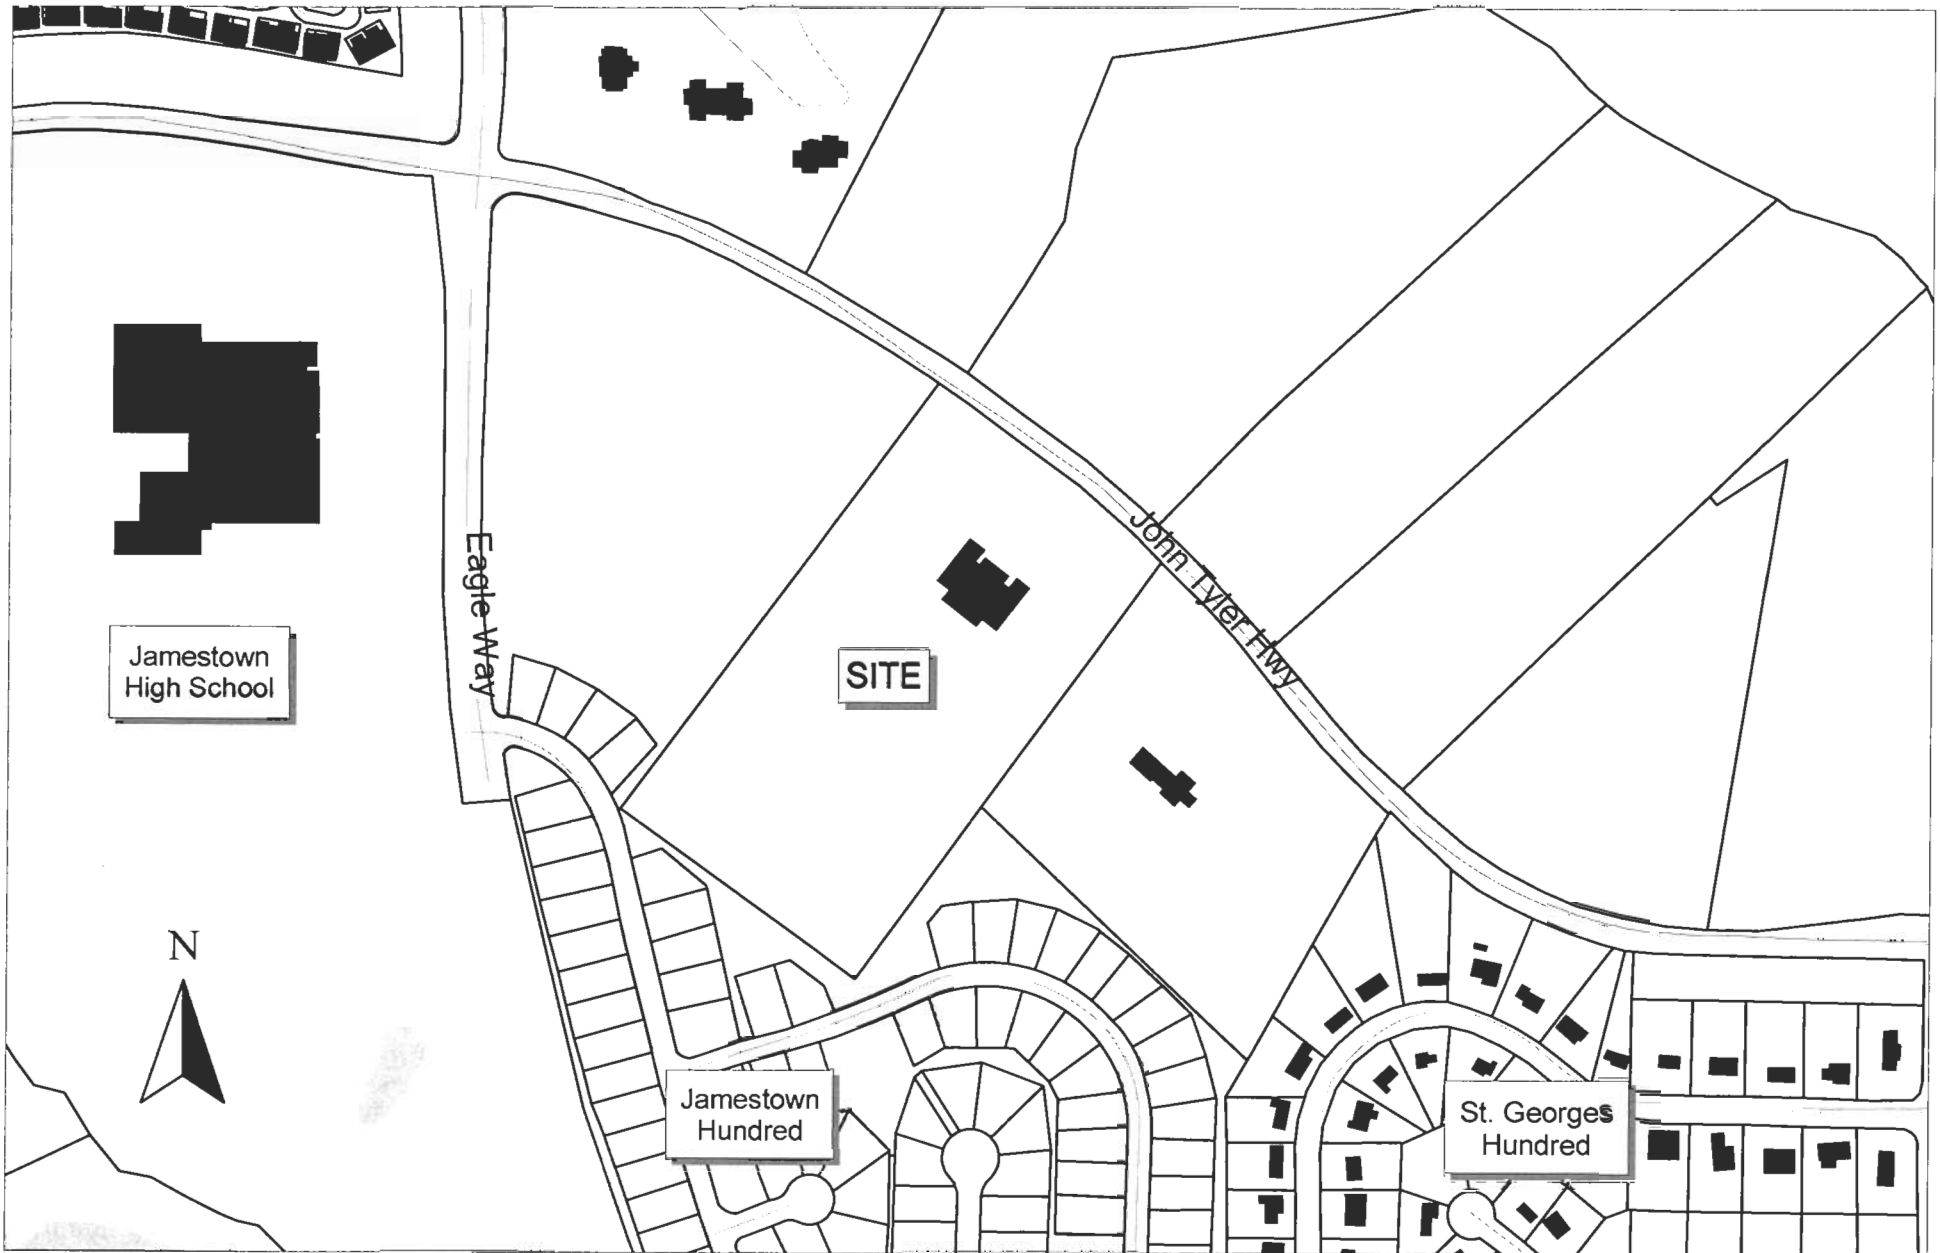 John Tyler Hwy
Eagle Way
Jamestown
High School
SITE
N
Jamestown
Hundred
St. Georges
Hundred